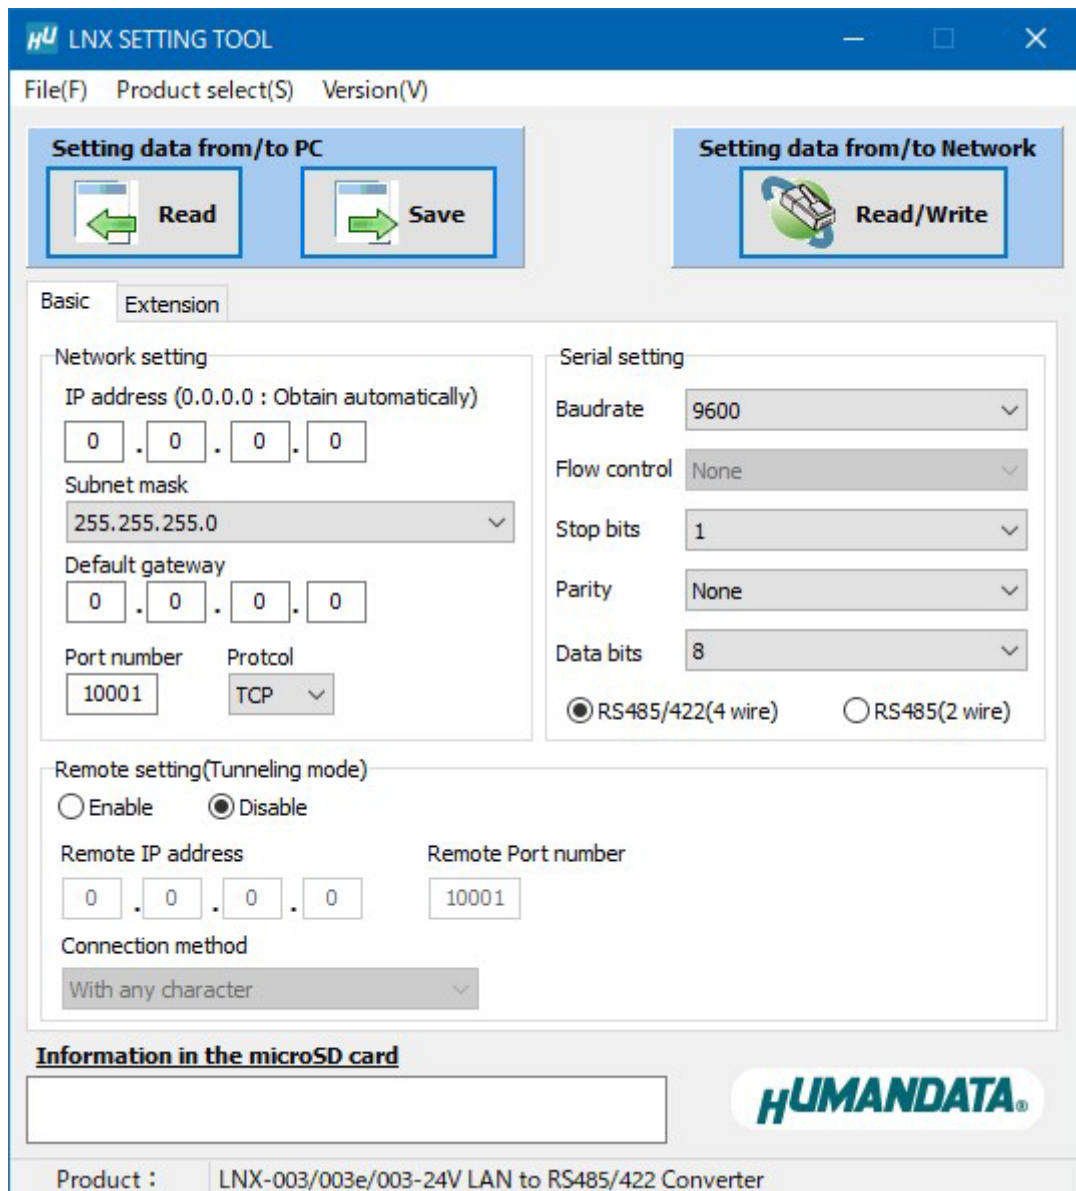 HU LNX SETTING TOOL
File(F) Product select(S) Version(V)
Setting data from/to PC
Read
Save
Setting data from/to Network
Read/Write
Basic
Extension
Network setting
IP address (0.0.0.0 : Obtain automatically)
0 . 0 . 0 . 0
Subnet mask
255.255.255.0
Default gateway
0 . 0 . 0 . 0
Port number Protcol
10001 TCP
Serial setting
Baudrate 9600
Flow control None
Stop bits 1
Parity None
Data bits 8
RS485/422(4 wire) RS485(2 wire)
Remote setting(Tunneling mode)
Enable Disable
Remote IP address Remote Port number
0 . 0 . 0 . 0 10001
Connection method
With any character
Information in the microSD card
HUMANDATA®
Product : LNX-003/003e/003-24V LAN to RS485/422 Converter